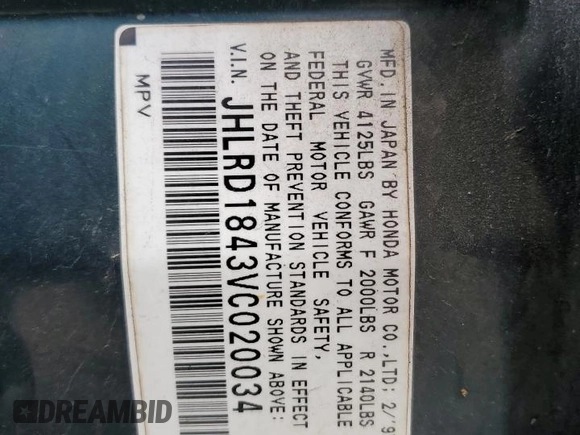 MFD. IN JAPAN BY HONDA MOTOR CO.,LTD; 2/'9
GVWR 4125LBS GAWR F 2000LBS R 2140LBS
THIS VEHICLE CONFORMS TO ALL APPLICABLE
FEDERAL MOTOR VEHICLE SAFETY,
AND THEFT PREVENTION STANDARDS IN EFFECT
ON THE DATE OF MANUFACTURE SHOWN ABOVE:
V.I.N. JHLRD1843VC020034
MPV
DREAMBID